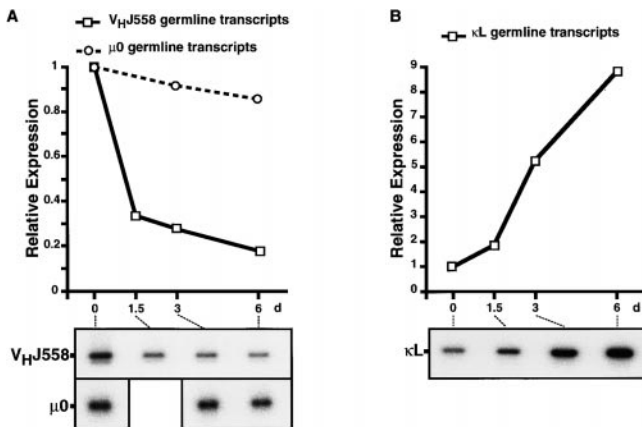 A
V_HJ558 germline transcripts
μ0 germline transcripts
Relative Expression
1
0.8
0.6
0.4
0.2
0
0 1.5 3 6 d
V_HJ558
μ0
B
κL germline transcripts
Relative Expression
9
8
7
6
5
4
3
2
1
0
0 1.5 3 6 d
κL